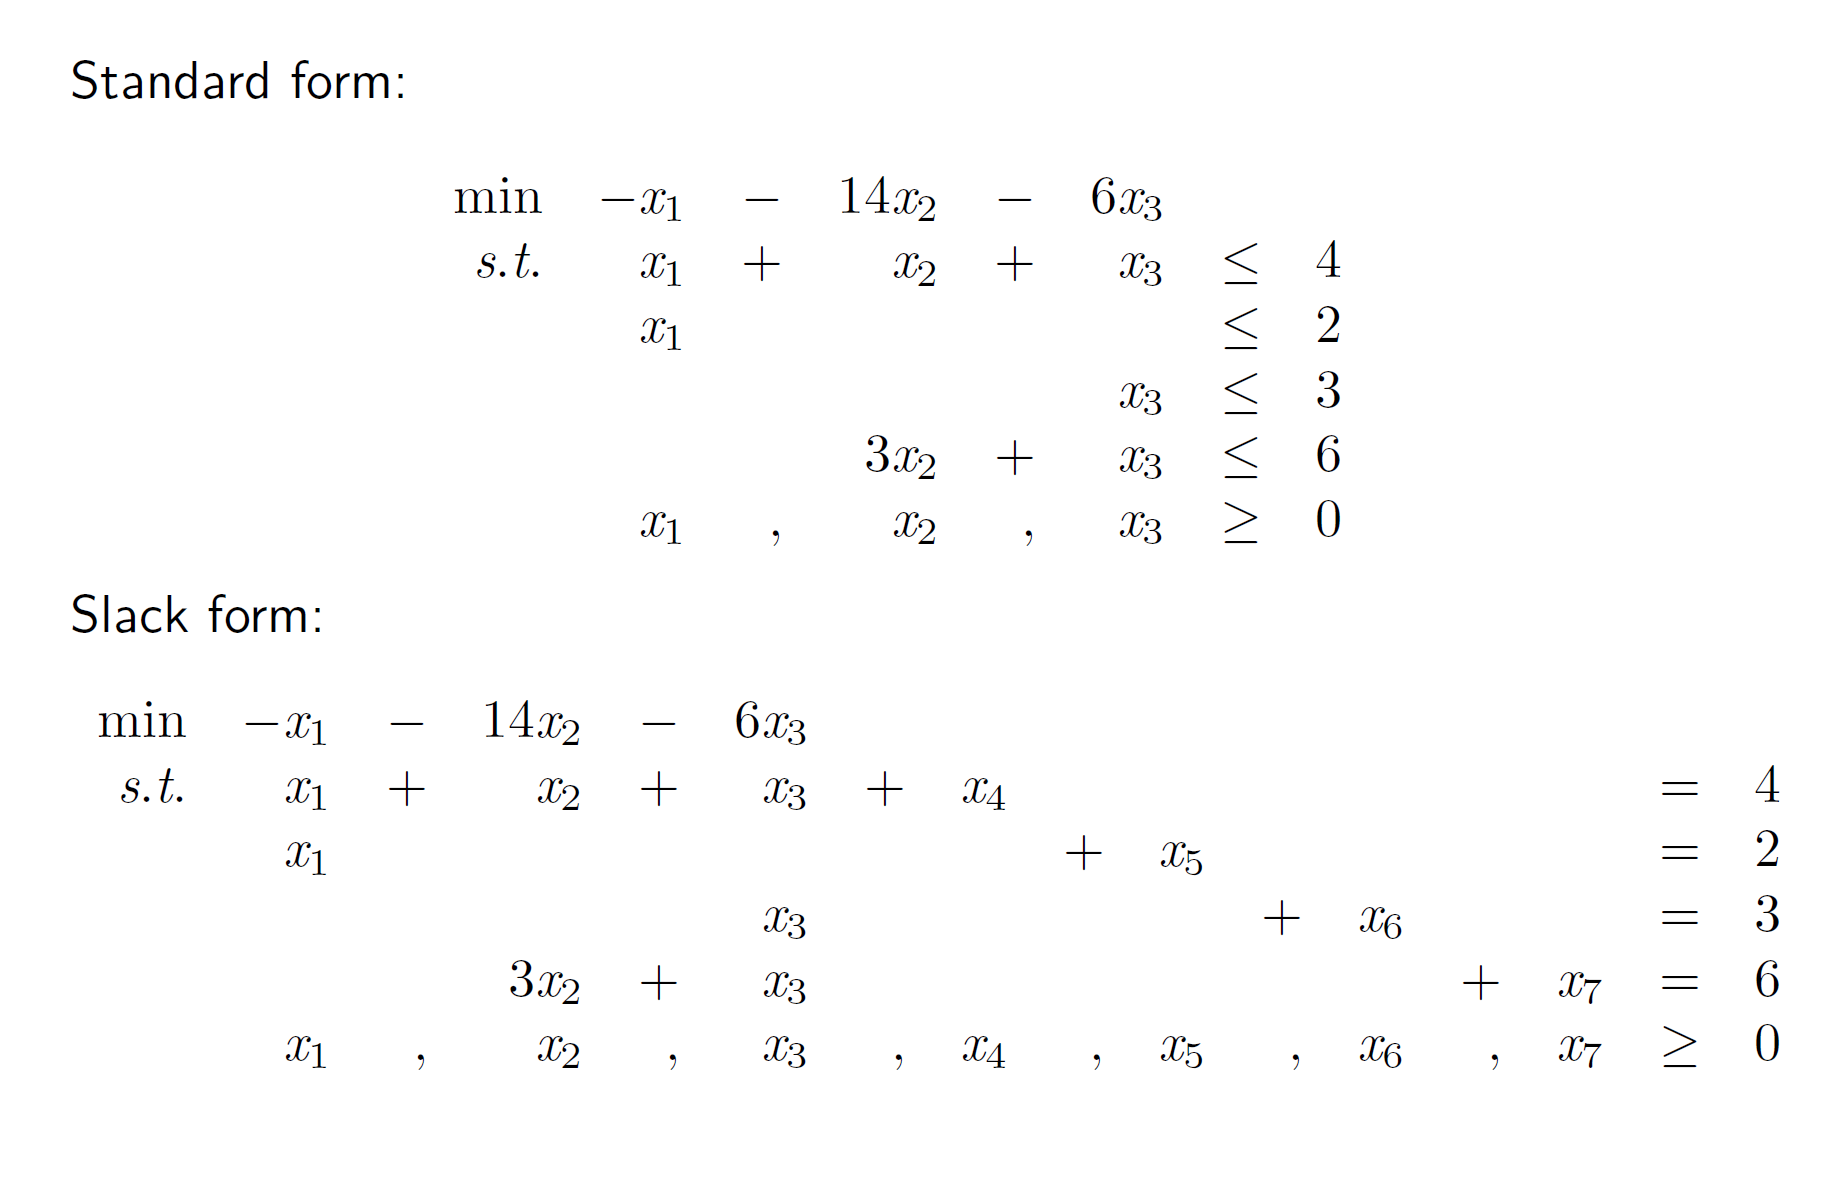 Standard form:
min −x₁ − 14x₂ − 6x₃
s.t. x₁ + x₂ + x₃ ≤ 4
x₁ ≤ 2
x₃ ≤ 3
3x₂ + x₃ ≤ 6
x₁ , x₂ , x₃ ≥ 0
Slack form:
min −x₁ − 14x₂ − 6x₃
s.t. x₁ + x₂ + x₃ + x₄ = 4
x₁ + x₅ = 2
x₃ + x₆ = 3
3x₂ + x₃ + x₇ = 6
x₁ , x₂ , x₃ , x₄ , x₅ , x₆ , x₇ ≥ 0